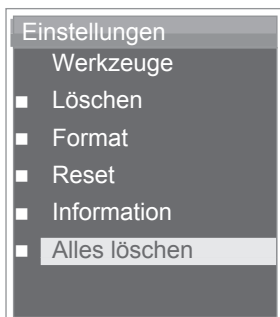 Einstellungen
Werkzeuge
Löschen
Format
Reset
Information
Alles löschen